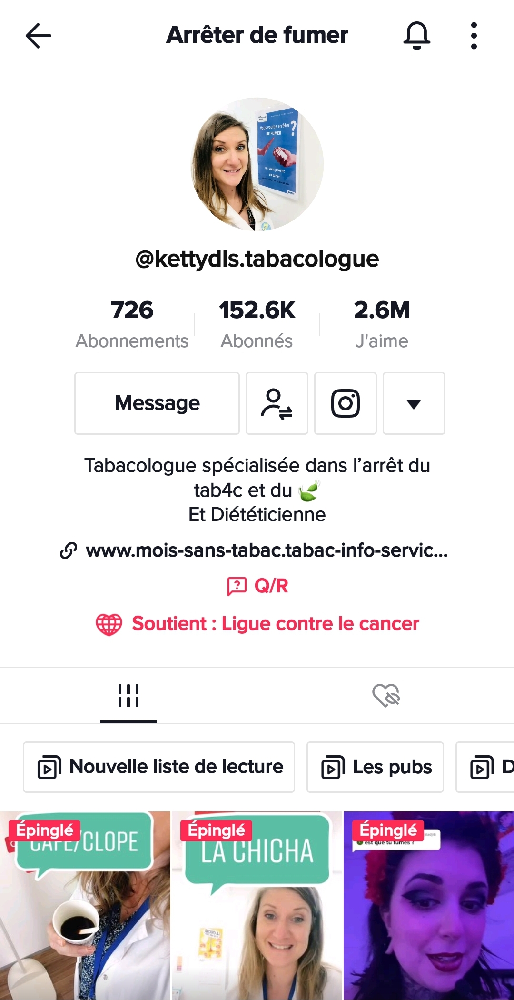 Arrêter de fumer
Vous voulez arrêter
DE FUMER
?
Ici, vous pouvez
en parler
@kettydls.tabacologue
726
Abonnements
152.6K
Abonnés
2.6M
J'aime
Message
Tabacologue spécialisée dans l’arrêt du
tab4c et du
Et Diététicienne
www.mois-sans-tabac.tabac-info-servic...
Q/R
Soutient : Ligue contre le cancer
Nouvelle liste de lecture
Les pubs
D
Épinglé
CAFE/CLOPE
Épinglé
LA CHICHA
Épinglé
est que tu fumes ?